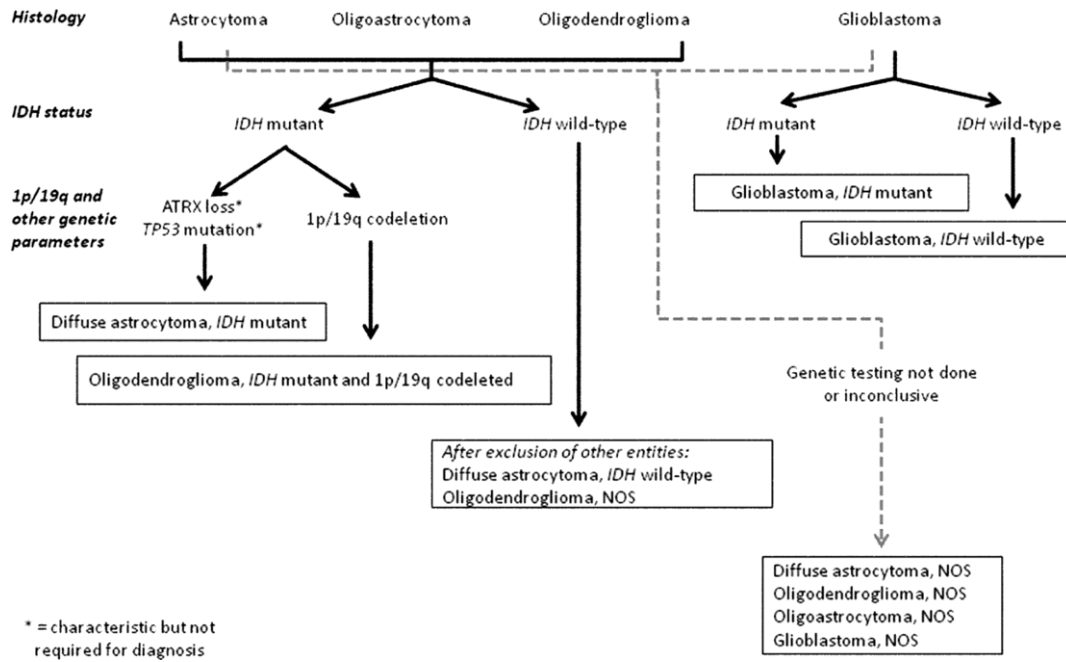 Histology
Astrocytoma
Oligoastrocytoma
Oligodendroglioma
Glioblastoma
IDH status
IDH mutant
IDH wild-type
IDH mutant
IDH wild-type
1p/19q and
other genetic
parameters
ATRX loss*
TP53 mutation*
1p/19q codeletion
Glioblastoma, IDH mutant
Glioblastoma, IDH wild-type
Diffuse astrocytoma, IDH mutant
Oligodendroglioma, IDH mutant and 1p/19q codeleted
Genetic testing not done
or inconclusive
After exclusion of other entities:
Diffuse astrocytoma, IDH wild-type
Oligodendroglioma, NOS
Diffuse astrocytoma, NOS
Oligodendroglioma, NOS
Oligoastrocytoma, NOS
Glioblastoma, NOS
* = characteristic but not
required for diagnosis